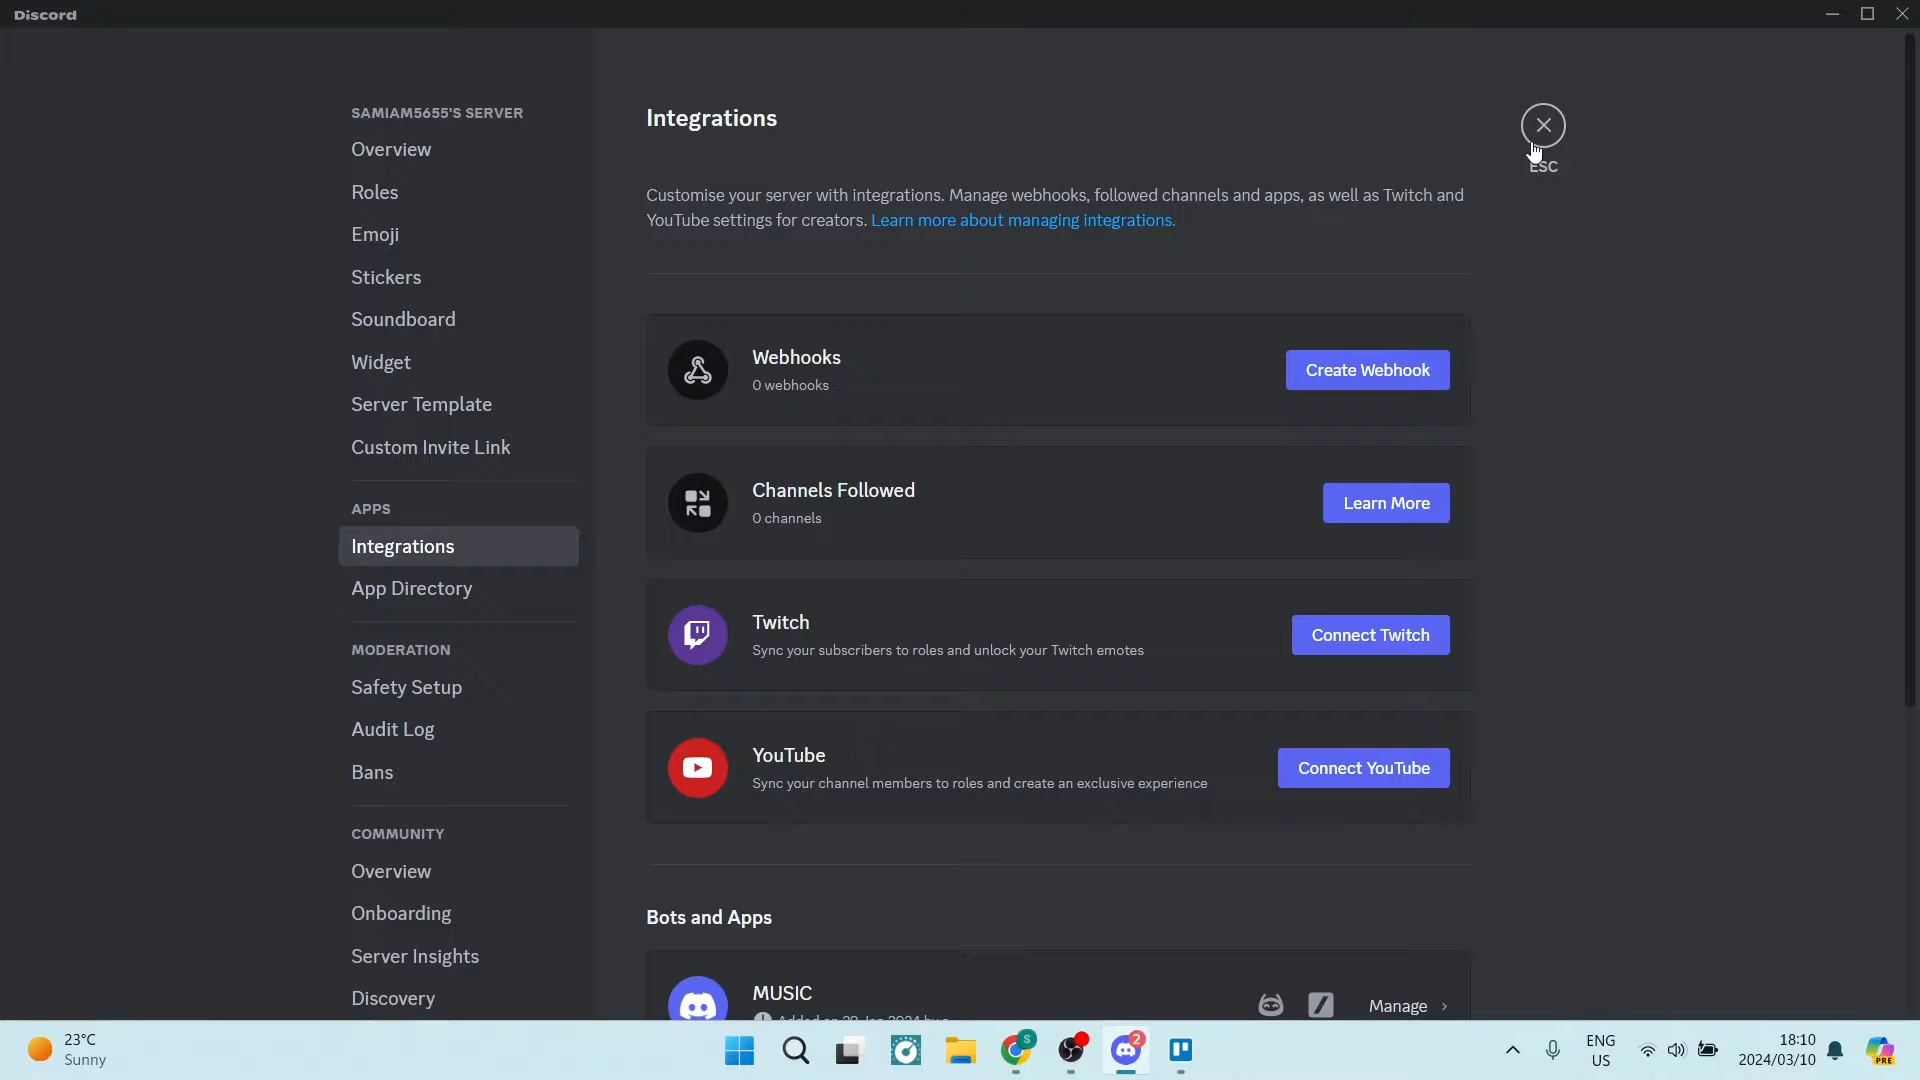 Discord
SAMIAM5655'S SERVER
Overview
Roles
Emoji
Stickers
Soundboard
Widget
Server Template
Custom Invite Link
APPS
Integrations
App Directory
MODERATION
Safety Setup
Audit Log
Bans
COMMUNITY
Overview
Onboarding
Server Insights
Discovery
Integrations
ESC
Customise your server with integrations. Manage webhooks, followed channels and apps, as well as Twitch and
YouTube settings for creators. Learn more about managing integrations.
Webhooks
0 webhooks
Create Webhook
Channels Followed
0 channels
Learn More
Twitch
Sync your subscribers to roles and unlock your Twitch emotes
Connect Twitch
YouTube
Sync your channel members to roles and create an exclusive experience
Connect YouTube
Bots and Apps
MUSIC
Manage
23°C
Sunny
S
2
ENG
US
18:10
2024/03/10
PRE